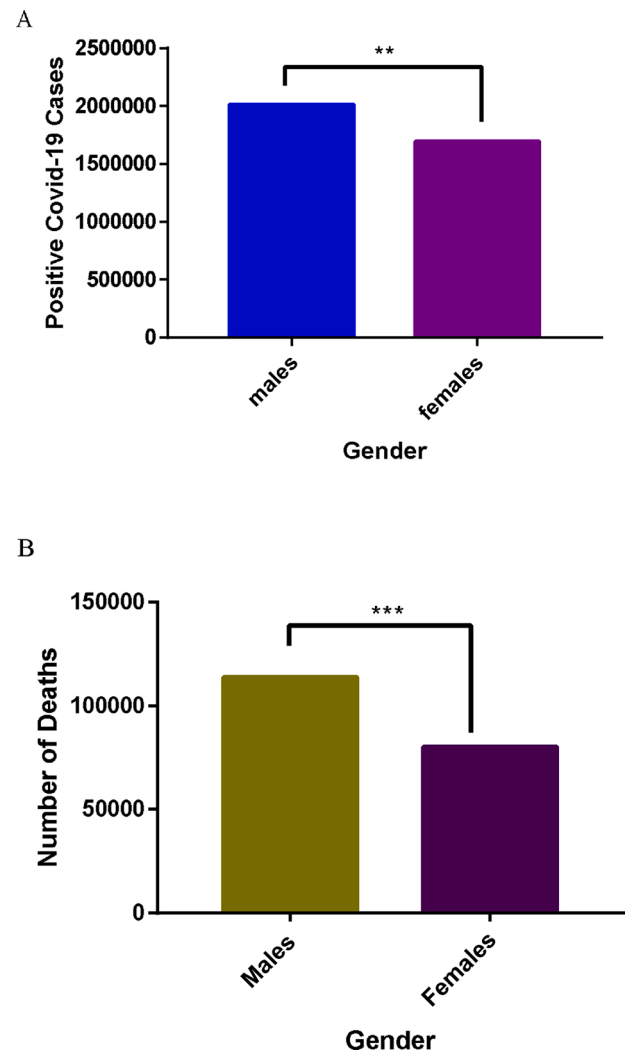 A
**
2500000
2000000
1500000
1000000
500000
0
Positive Covid-19 Cases
males
females
Gender
B
***
150000
100000
50000
0
Number of Deaths
Males
Females
Gender